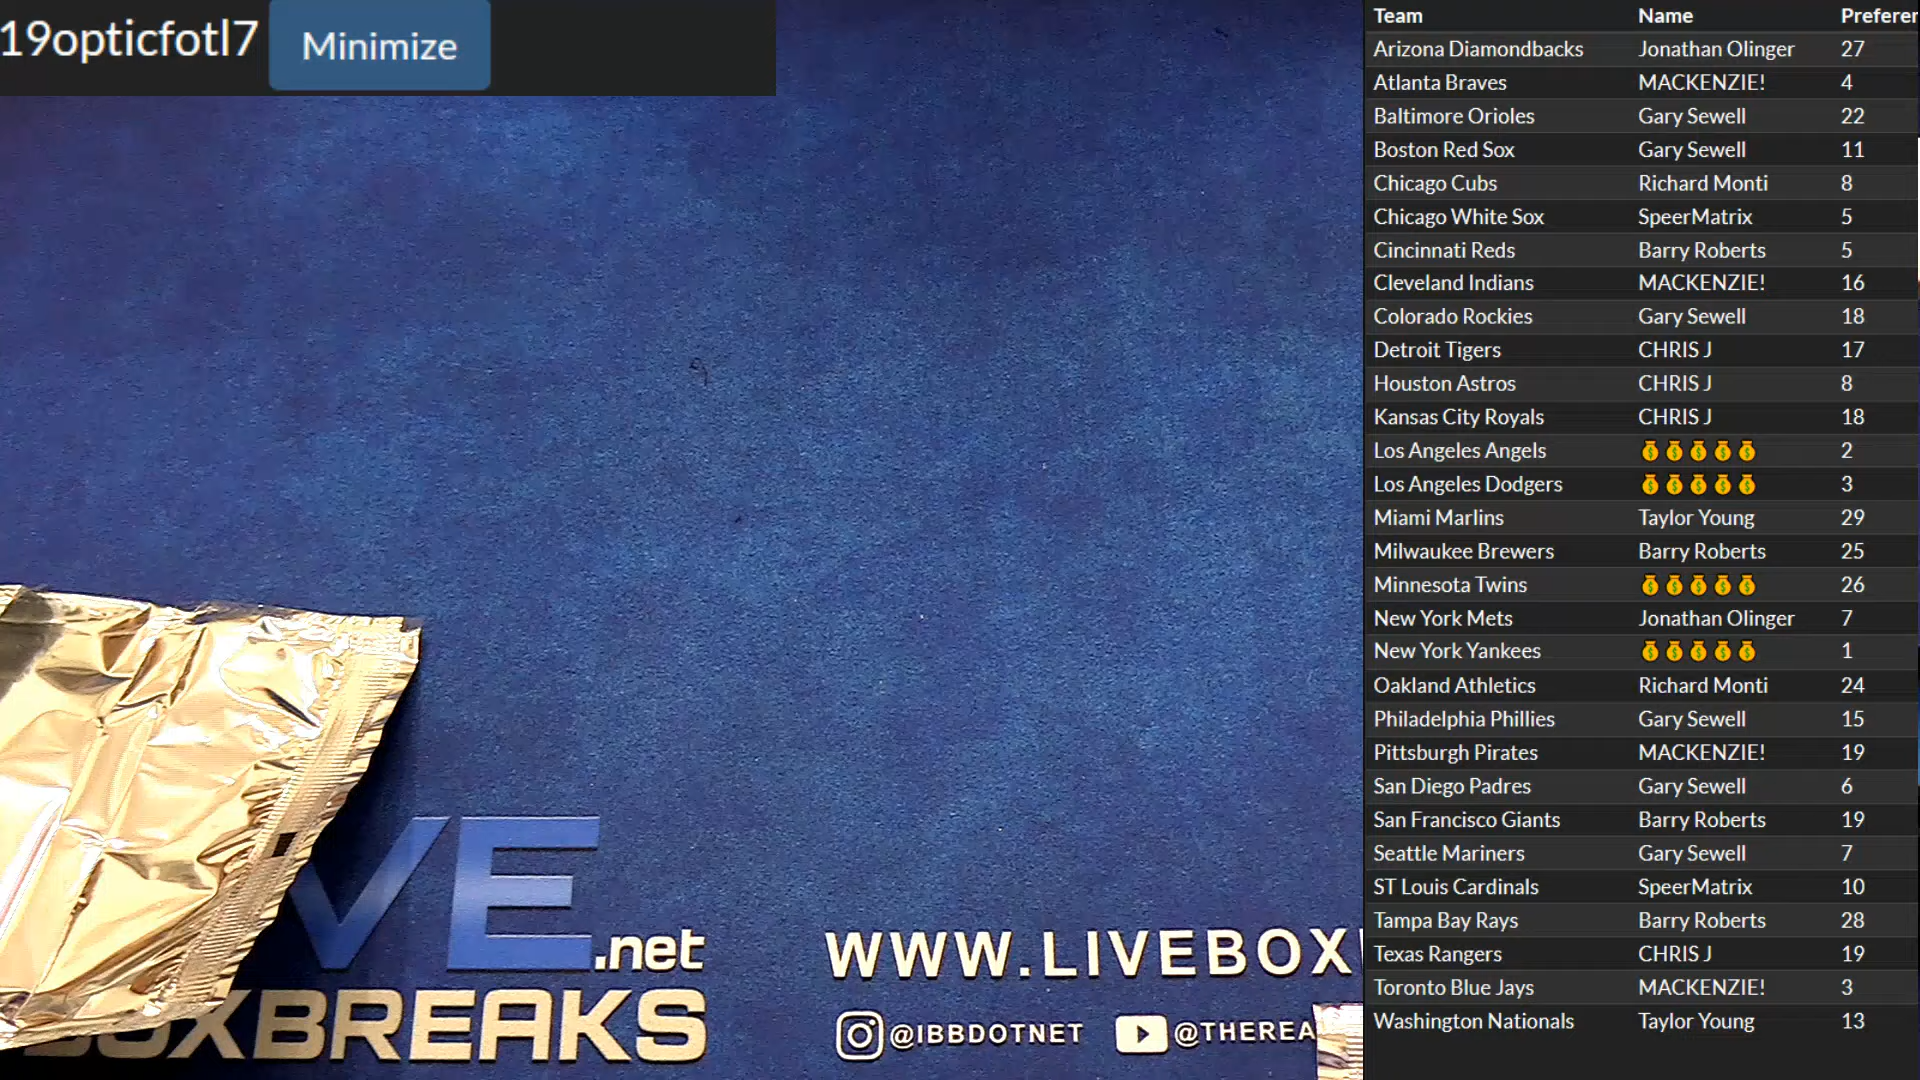 19opticfotl7 Minimize
Team Name Prefer
Arizona Diamondbacks Jonathan Olinger 27
Atlanta Braves MACKENZIE! 4
Baltimore Orioles Gary Sewell 22
Boston Red Sox Gary Sewell 11
Chicago Cubs Richard Monti 8
Chicago White Sox SpeerMatrix 5
Cincinnati Reds Barry Roberts 5
Cleveland Indians MACKENZIE! 16
Colorado Rockies Gary Sewell 18
Detroit Tigers CHRIS J 17
Houston Astros CHRIS J 8
Kansas City Royals CHRIS J 18
Los Angeles Angels 💰💰💰💰💰 2
Los Angeles Dodgers 💰💰💰💰💰 3
Miami Marlins Taylor Young 29
Milwaukee Brewers Barry Roberts 25
Minnesota Twins 💰💰💰💰💰 26
New York Mets Jonathan Olinger 7
New York Yankees 💰💰💰💰💰 1
Oakland Athletics Richard Monti 24
Philadelphia Phillies Gary Sewell 15
Pittsburgh Pirates MACKENZIE! 19
San Diego Padres Gary Sewell 6
San Francisco Giants Barry Roberts 19
Seattle Mariners Gary Sewell 7
ST Louis Cardinals SpeerMatrix 10
Tampa Bay Rays Barry Roberts 28
Texas Rangers CHRIS J 19
Toronto Blue Jays MACKENZIE! 3
Washington Nationals Taylor Young 13
VE.net
OXBREAKS
WWW.LIVEBOX
@IBBDOTNET @THEREA